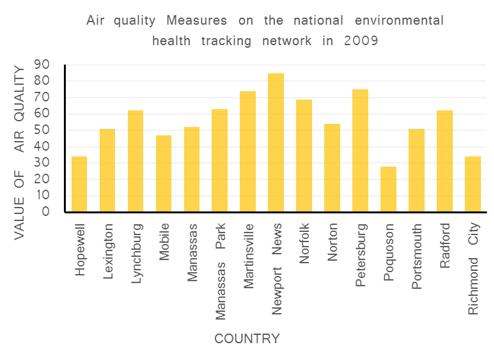 Air quality Measures on the national environmental
health tracking network in 2009
VALUE OF AIR QUALITY
90
80
70
60
50
40
30
20
10
0
Hopewell
Lexington
Lynchburg
Mobile
Manassas
Manassas Park
Martinsville
Newport News
Norfolk
Norton
Petersburg
Poquoson
Portsmouth
Radford
Richmond City
COUNTRY